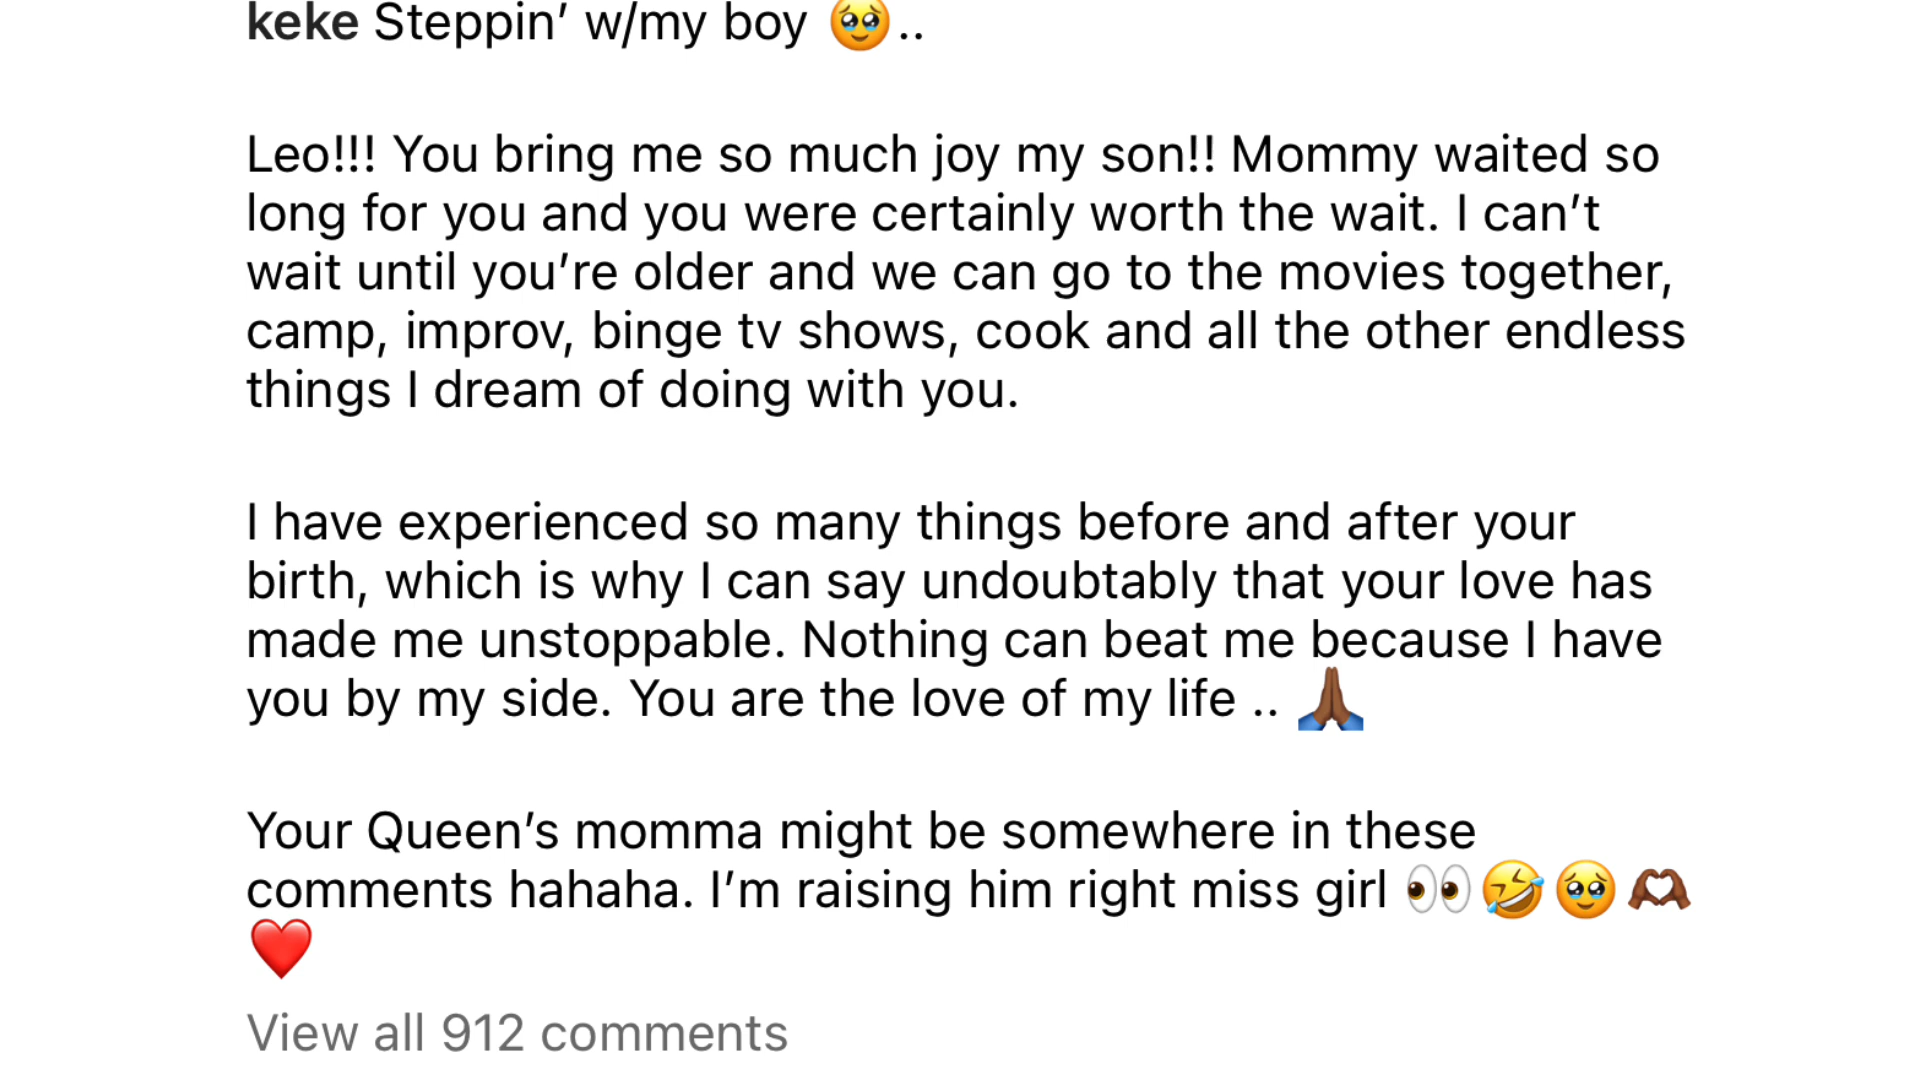 keke Steppin’ w/my boy 🥹..
Leo!!! You bring me so much joy my son!! Mommy waited so
long for you and you were certainly worth the wait. I can’t
wait until you’re older and we can go to the movies together,
camp, improv, binge tv shows, cook and all the other endless
things I dream of doing with you.
I have experienced so many things before and after your
birth, which is why I can say undoubtably that your love has
made me unstoppable. Nothing can beat me because I have
you by my side. You are the love of my life .. 🙏🏾
Your Queen’s momma might be somewhere in these
comments hahaha. I’m raising him right miss girl 👀🤣🥹🫶🏾
❤️
View all 912 comments